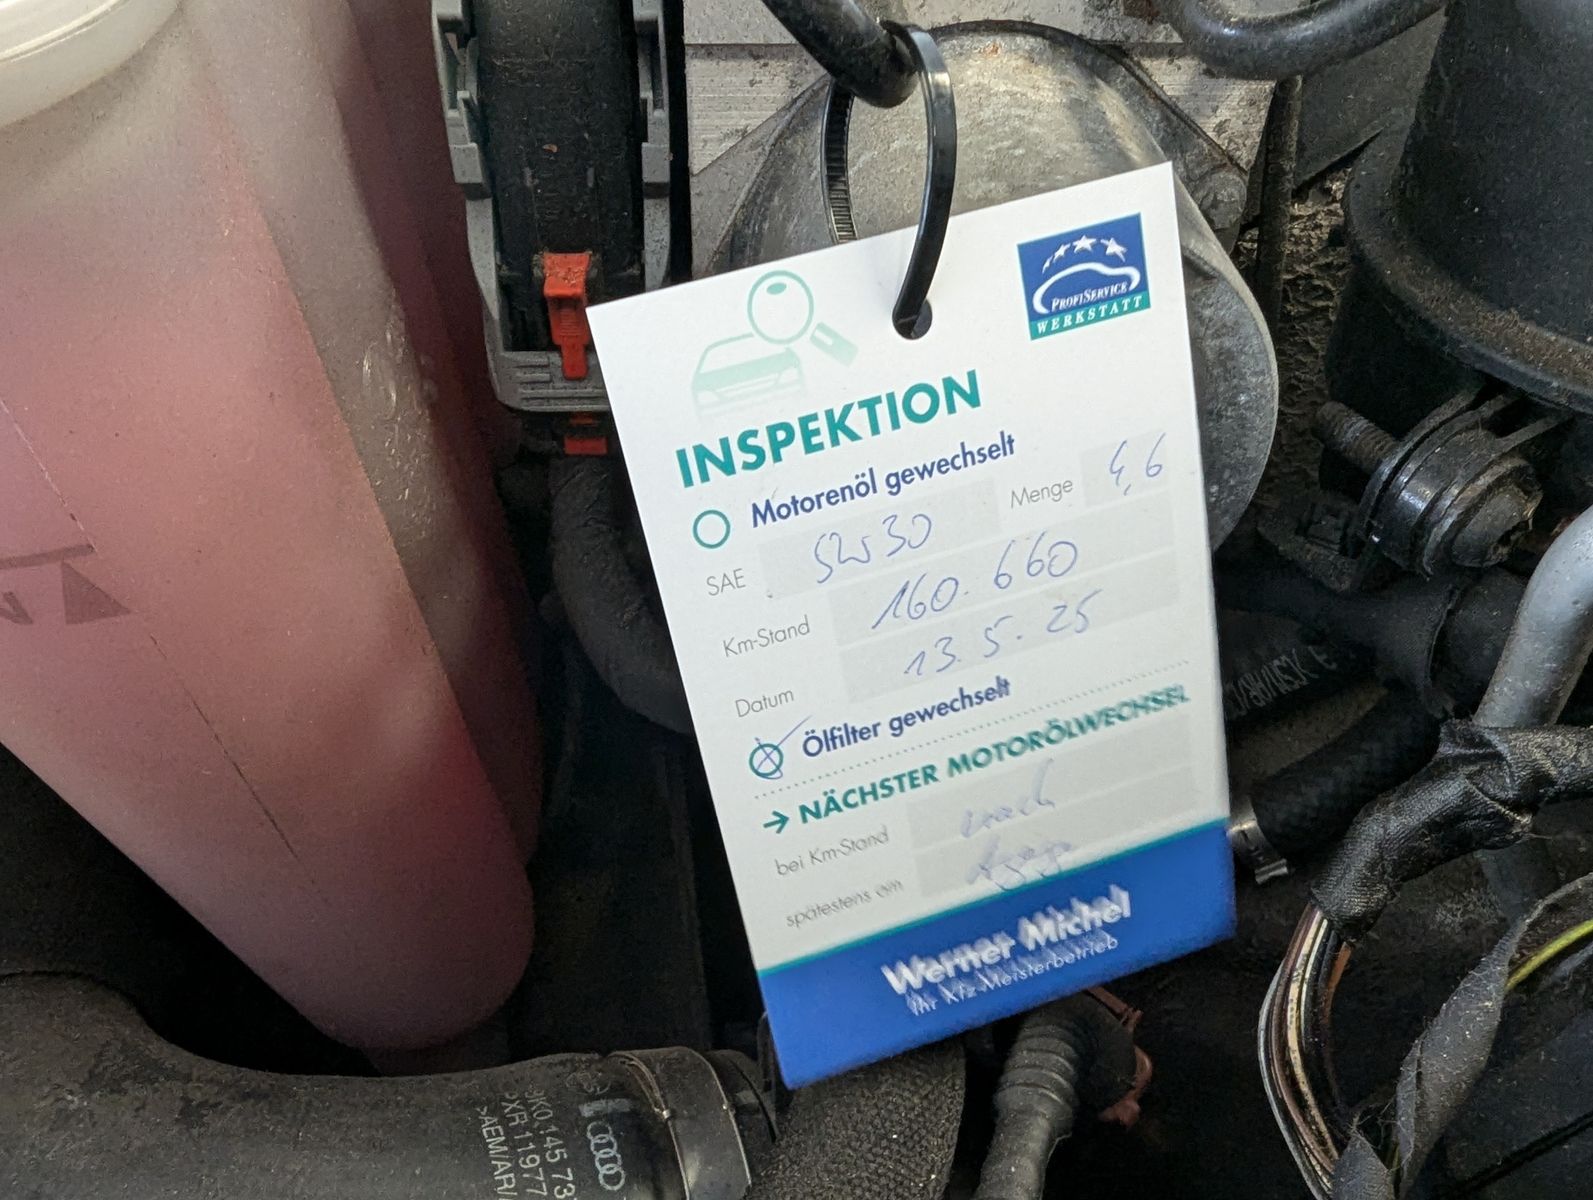 PROFISERVICE
WERKSTATT
INSPEKTION
Motorenöl gewechselt
SAE 5W30 Menge 4,6
Km-Stand 160.660
Datum 13.5.25
Ölfilter gewechselt
→ NÄCHSTER MOTORÖLWECHSEL
bei Km-Stand nach
spätestens am
Werner Michel
Ihr Kfz-Meisterbetrieb